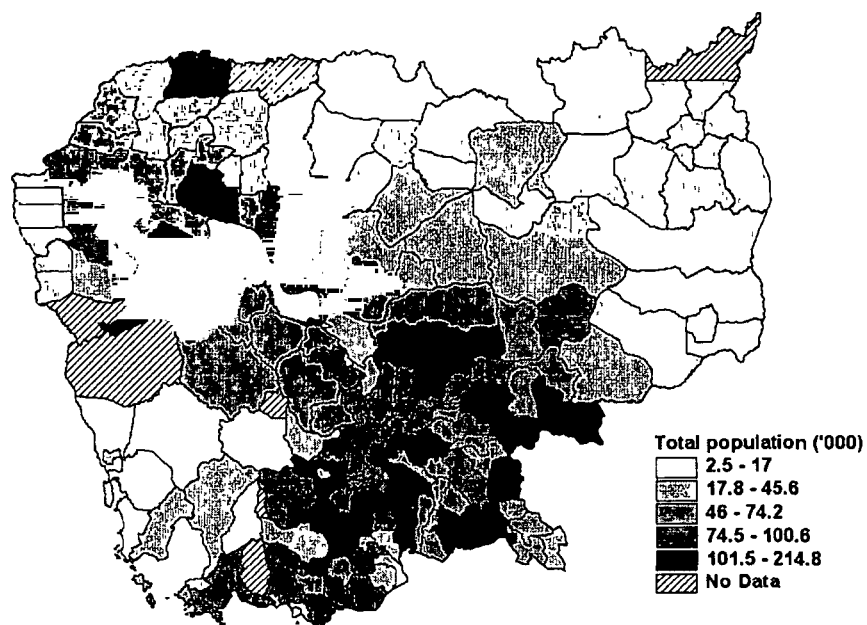 Total population ('000)
2.5 - 17
17.8 - 45.6
46 - 74.2
74.5 - 100.6
101.5 - 214.8
No Data